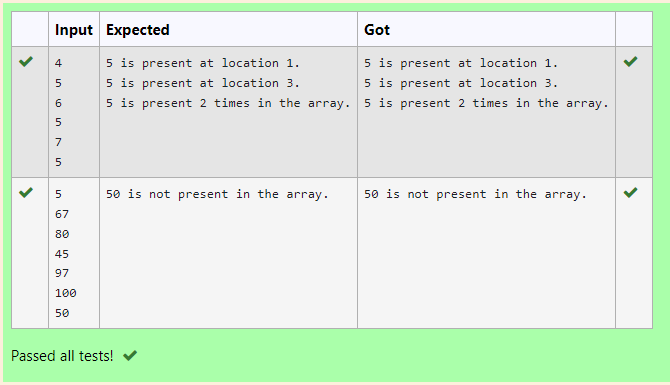 Input Expected Got
4 5 is present at location 1. 5 is present at location 1.
5 5 is present at location 3. 5 is present at location 3.
6 5 is present 2 times in the array. 5 is present 2 times in the array.
5
7
5
5 50 is not present in the array. 50 is not present in the array.
67
80
45
97
100
50
Passed all tests!